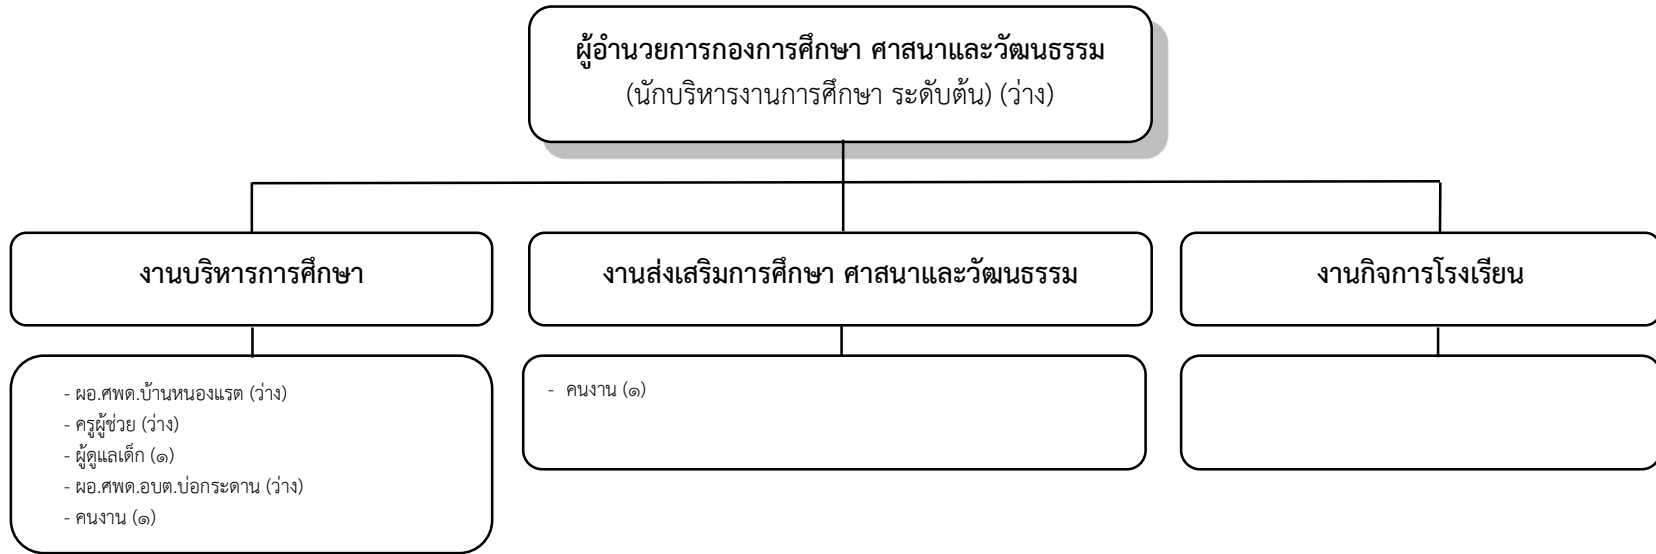 ผู้อำนวยการกองการศึกษา ศาสนาและวัฒนธรรม
(นักบริหารงานการศึกษา ระดับต้น) (ว่าง)
งานบริหารการศึกษา
งานส่งเสริมการศึกษา ศาสนาและวัฒนธรรม
งานกิจการโรงเรียน
- ผอ.ศพด.บ้านหนองแรต (ว่าง)
- ครูผู้ช่วย (ว่าง)
- ผู้ดูแลเด็ก (๑)
- ผอ.ศพด.อบต.บ่อกระดาน (ว่าง)
- คนงาน (๑)
- คนงาน (๑)